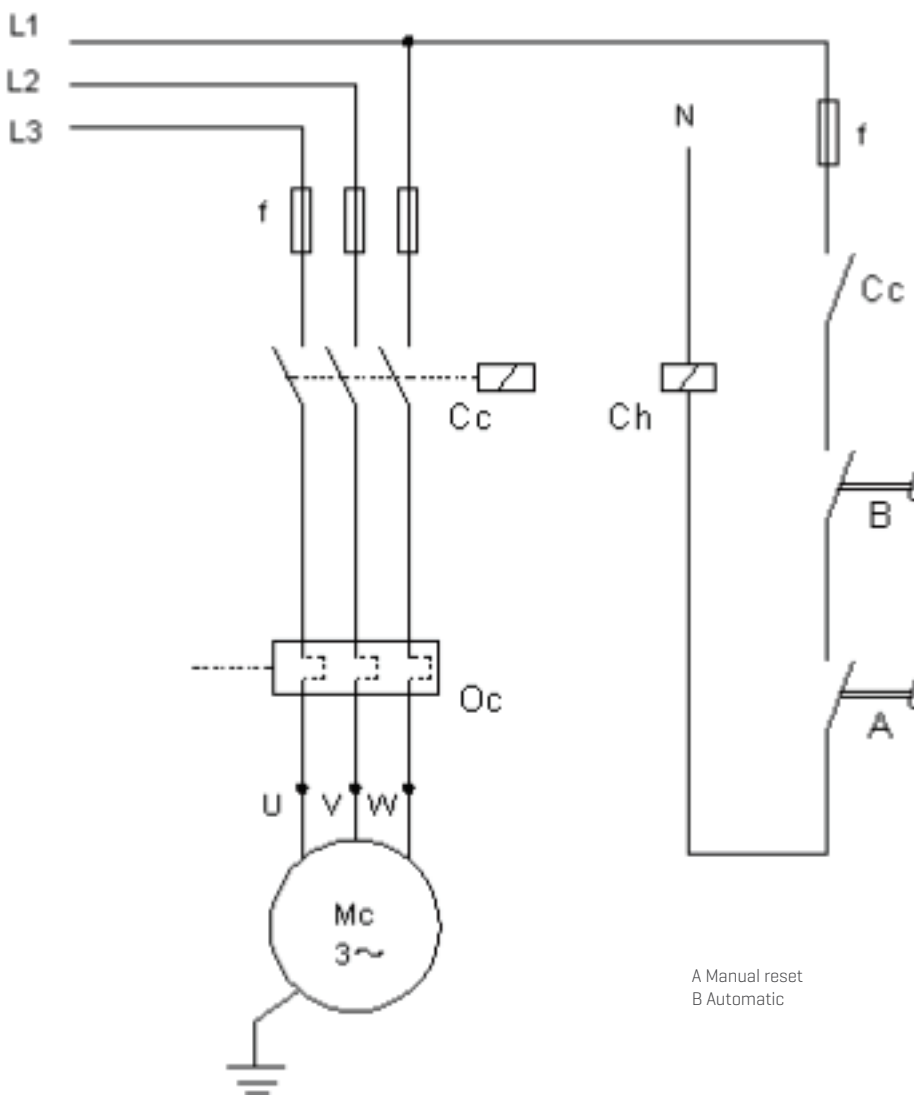 L1
L2
L3
N
f
f
Cc
Cc
Ch
B
Oc
A
U V W
Mc
3~
A Manual reset
B Automatic